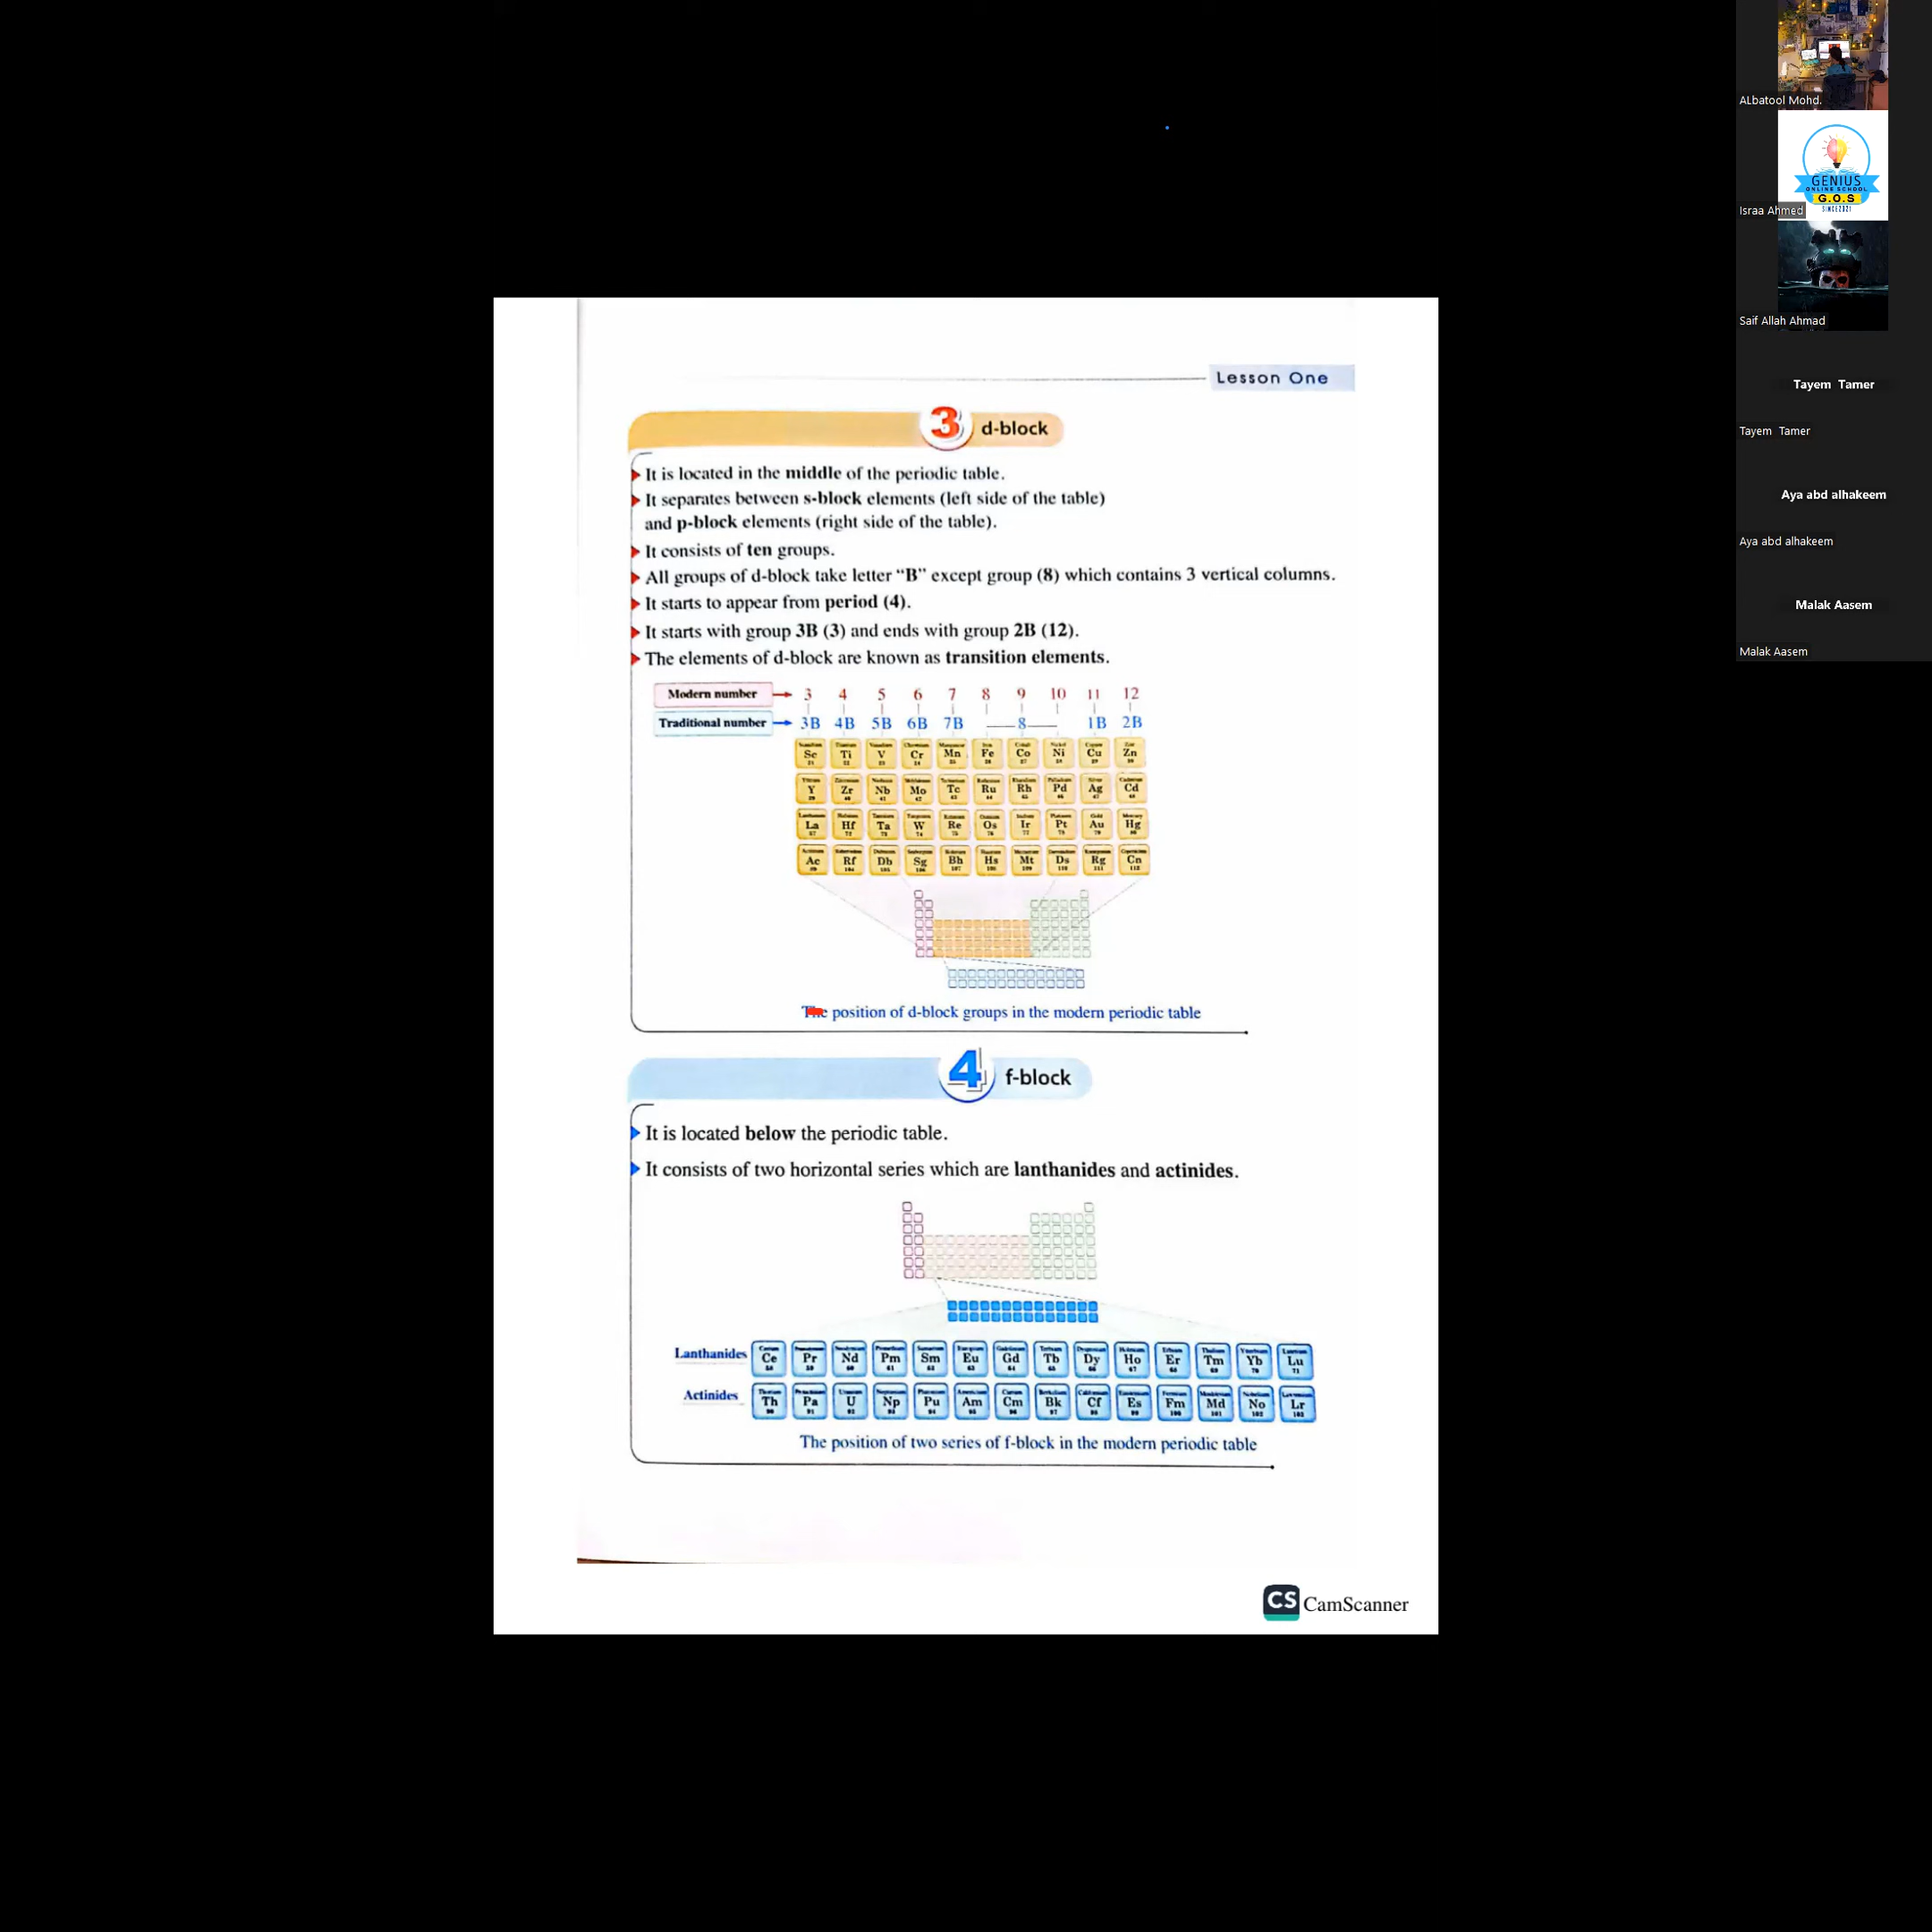 Lesson One
3 d-block
It is located in the middle of the periodic table.
It separates between s-block elements (left side of the table)
and p-block elements (right side of the table).
It consists of ten groups.
All groups of d-block take letter “B” except group (8) which contains 3 vertical columns.
It starts to appear from period (4).
It starts with group 3B (3) and ends with group 2B (12).
The elements of d-block are known as transition elements.
Modern number 3 4 5 6 7 8 9 10 11 12
Traditional number 3B 4B 5B 6B 7B 8 1B 2B
Sc Ti V Cr Mn Fe Co Ni Cu Zn
Y Zr Nb Mo Tc Ru Rh Pd Ag Cd
La Hf Ta W Re Os Ir Pt Au Hg
Ac Rf Db Sg Bh Hs Mt Ds Rg Cn
The position of d-block groups in the modern periodic table
4 f-block
It is located below the periodic table.
It consists of two horizontal series which are lanthanides and actinides.
Lanthanides Ce Pr Nd Pm Sm Eu Gd Tb Dy Ho Er Tm Yb Lu
Actinides Th Pa U Np Pu Am Cm Bk Cf Es Fm Md No Lr
The position of two series of f-block in the modern periodic table
CS CamScanner
ALbatool Mohd.
GENIUS
ONLINE SCHOOL
G.O.S
SINCE2021
Israa Ahmed
Saif Allah Ahmad
Tayem Tamer
Tayem Tamer
Aya abd alhakeem
Aya abd alhakeem
Malak Aasem
Malak Aasem